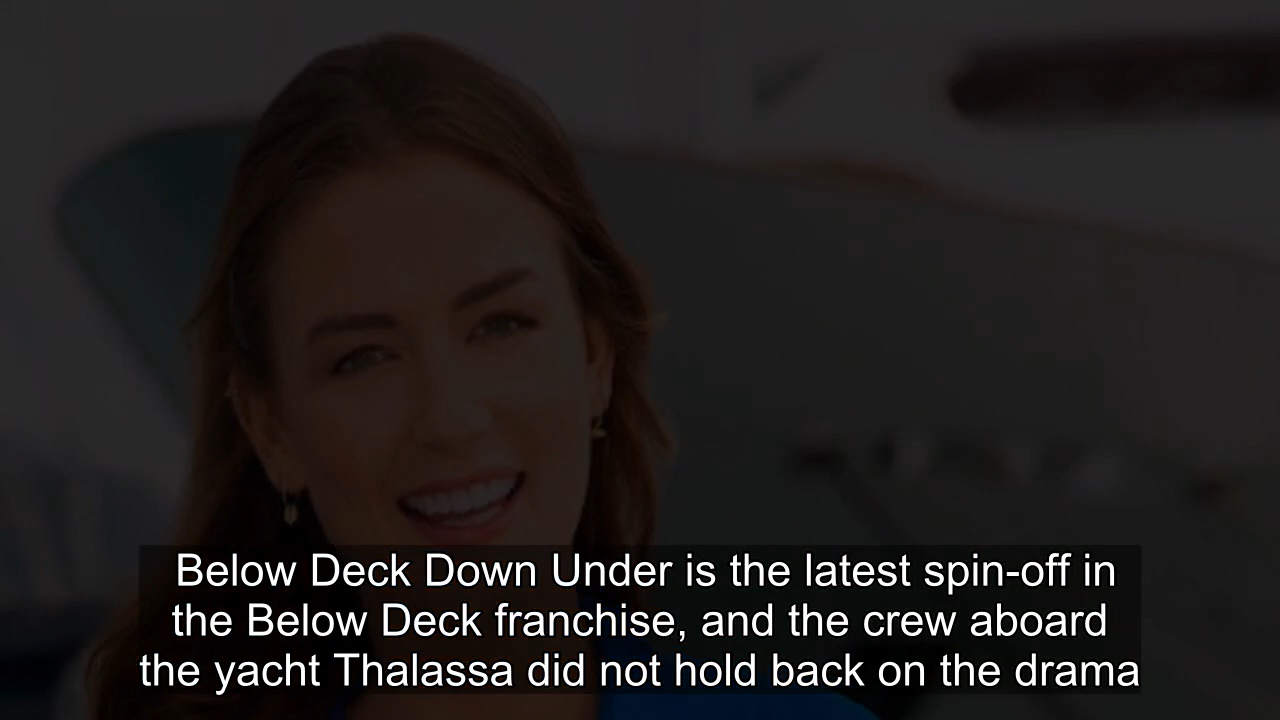 Below Deck Down Under is the latest spin-off in
the Below Deck franchise, and the crew aboard
the yacht Thalassa did not hold back on the drama